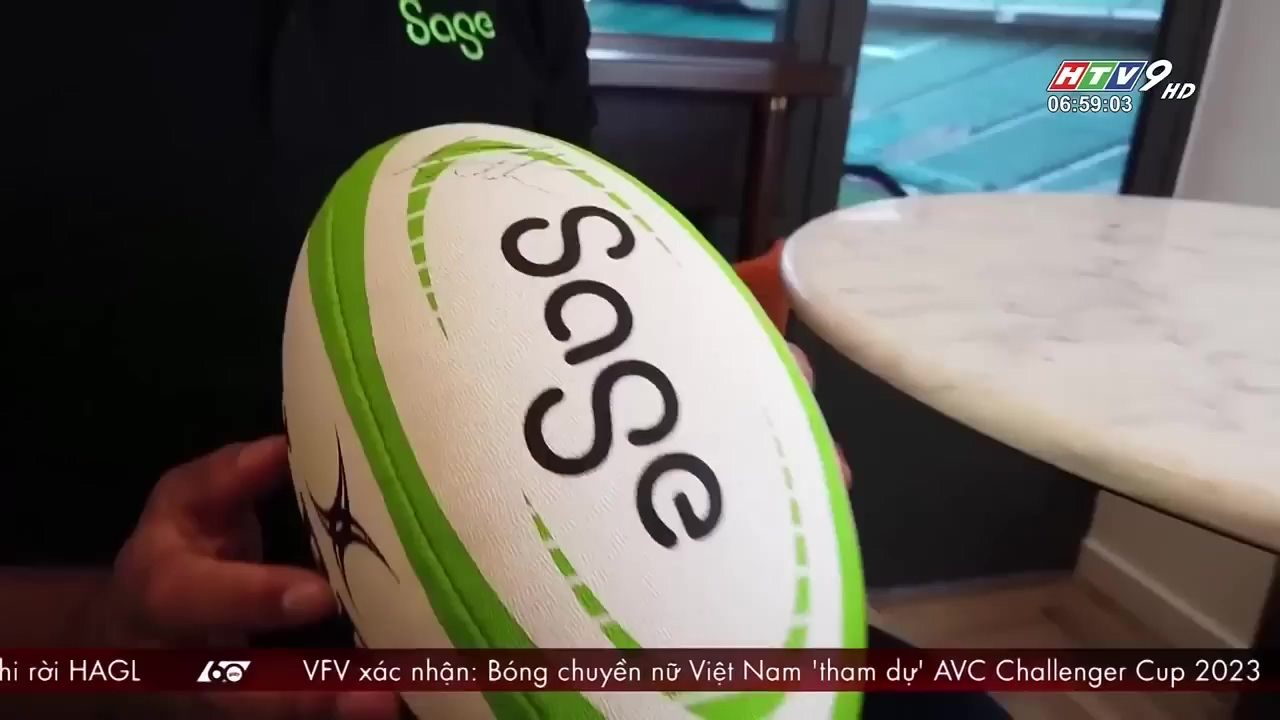 Sage
HTV9 HD
06:59:03
Sage
hi rời HAGL 60 VFV xác nhận: Bóng chuyền nữ Việt Nam 'tham dự' AVC Challenger Cup 2023